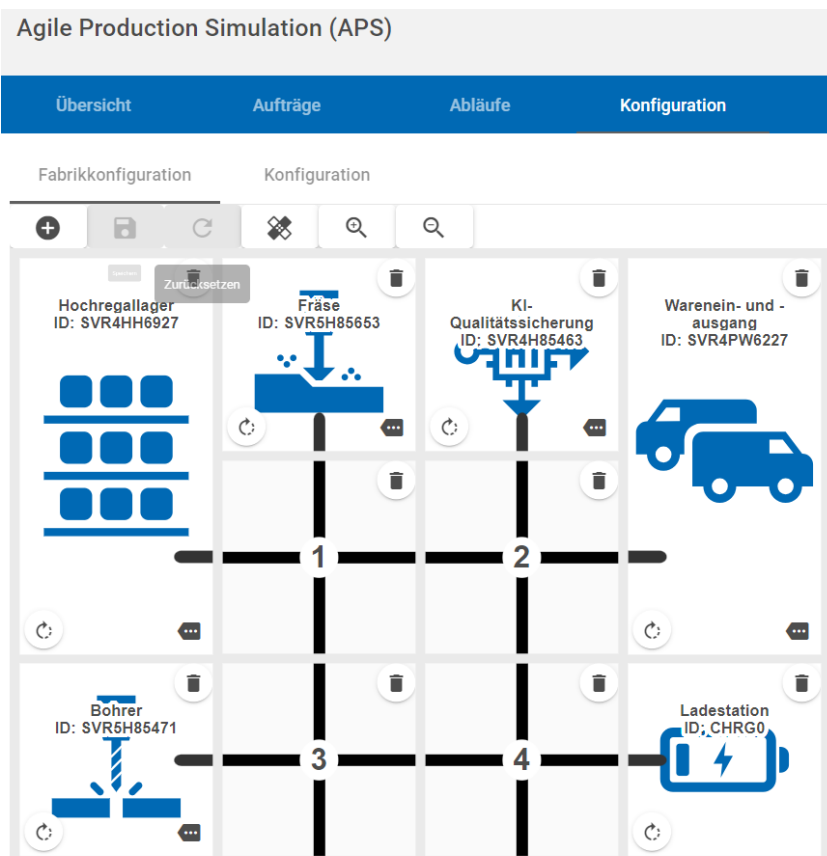 Agile Production Simulation (APS)
Übersicht
Aufträge
Abläufe
Konfiguration
Fabrikkonfiguration
Konfiguration
Speichern
Zurücksetzen
Hochregallager
ID: SVR4HH6927
Fräse
ID: SVR5H85653
KI-
Qualitätssicherung
ID: SVR4H85463
Warenein- und -
ausgang
ID: SVR4PW6227
1
2
Bohrer
ID: SVR5H85471
3
4
Ladestation
ID: CHRG0